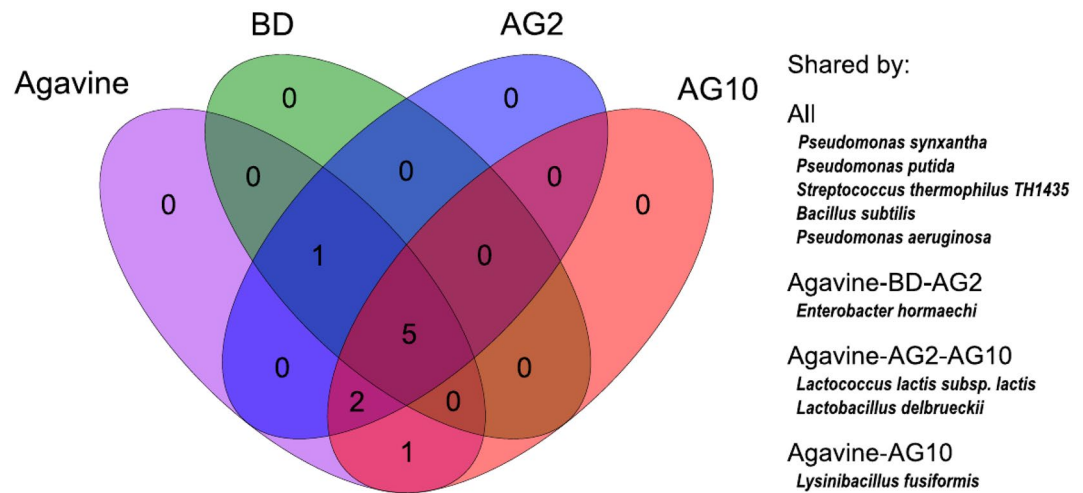 BD
AG2
Agavine
AG10
0
0
0
0
0
0
0
1
0
5
0
0
2
0
1
Shared by:
All
Pseudomonas synxantha
Pseudomonas putida
Streptococcus thermophilus TH1435
Bacillus subtilis
Pseudomonas aeruginosa
Agavine-BD-AG2
Enterobacter hormaechi
Agavine-AG2-AG10
Lactococcus lactis subsp. lactis
Lactobacillus delbrueckii
Agavine-AG10
Lysinibacillus fusiformis